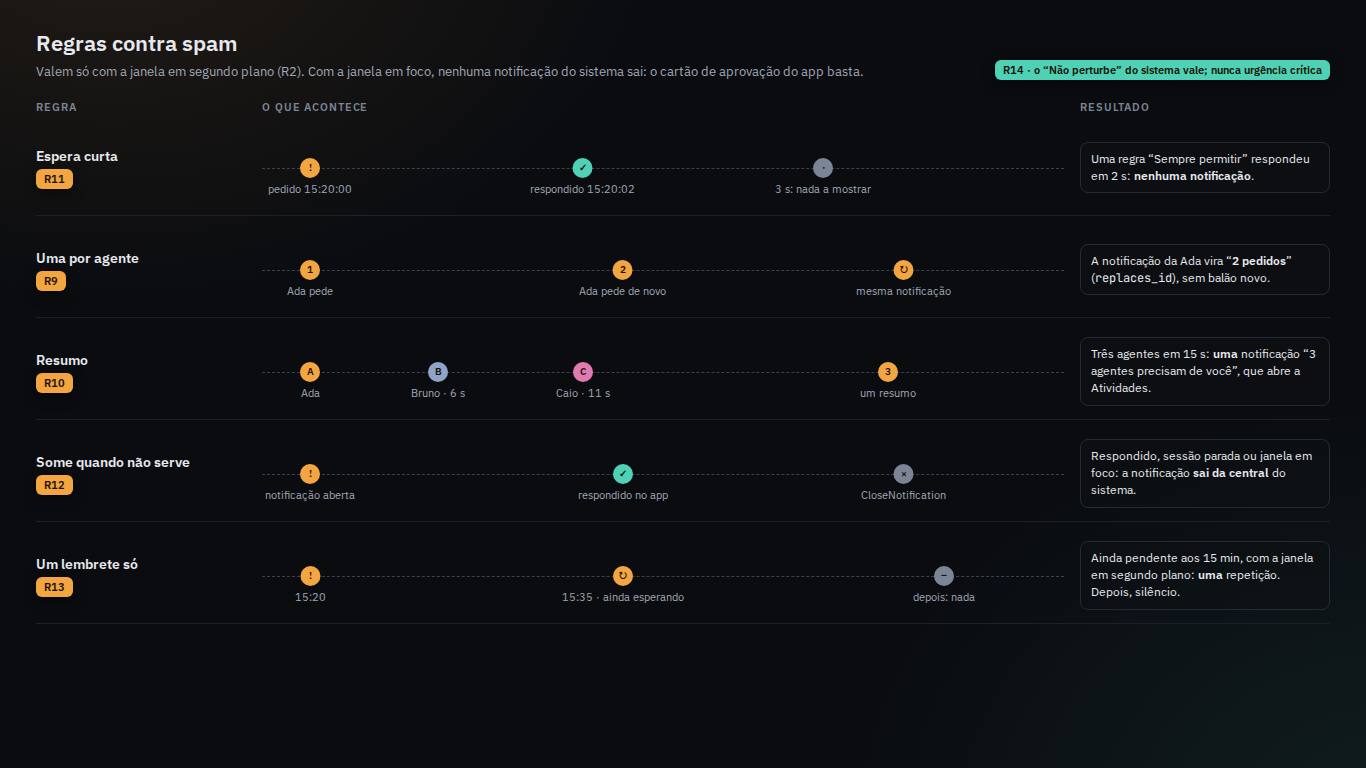 Regras contra spam
Valem só com a janela em segundo plano (R2). Com a janela em foco, nenhuma notificação do sistema sai: o cartão de aprovação do app basta.
R14 · o “Não perturbe” do sistema vale; nunca urgência crítica
REGRA
O QUE ACONTECE
RESULTADO
Espera curta
R11
!
✓
·
pedido 15:20:00
respondido 15:20:02
3 s: nada a mostrar
Uma regra “Sempre permitir” respondeu
em 2 s: nenhuma notificação.
Uma por agente
R9
1
2
↻
Ada pede
Ada pede de novo
mesma notificação
A notificação da Ada vira “2 pedidos”
(replaces_id), sem balão novo.
Resumo
R10
A
B
C
3
Ada
Bruno · 6 s
Caio · 11 s
um resumo
Três agentes em 15 s: uma notificação “3
agentes precisam de você”, que abre a
Atividades.
Some quando não serve
R12
!
✓
×
notificação aberta
respondido no app
CloseNotification
Respondido, sessão parada ou janela em
foco: a notificação sai da central do
sistema.
Um lembrete só
R13
!
↻
–
15:20
15:35 · ainda esperando
depois: nada
Ainda pendente aos 15 min, com a janela
em segundo plano: uma repetição.
Depois, silêncio.